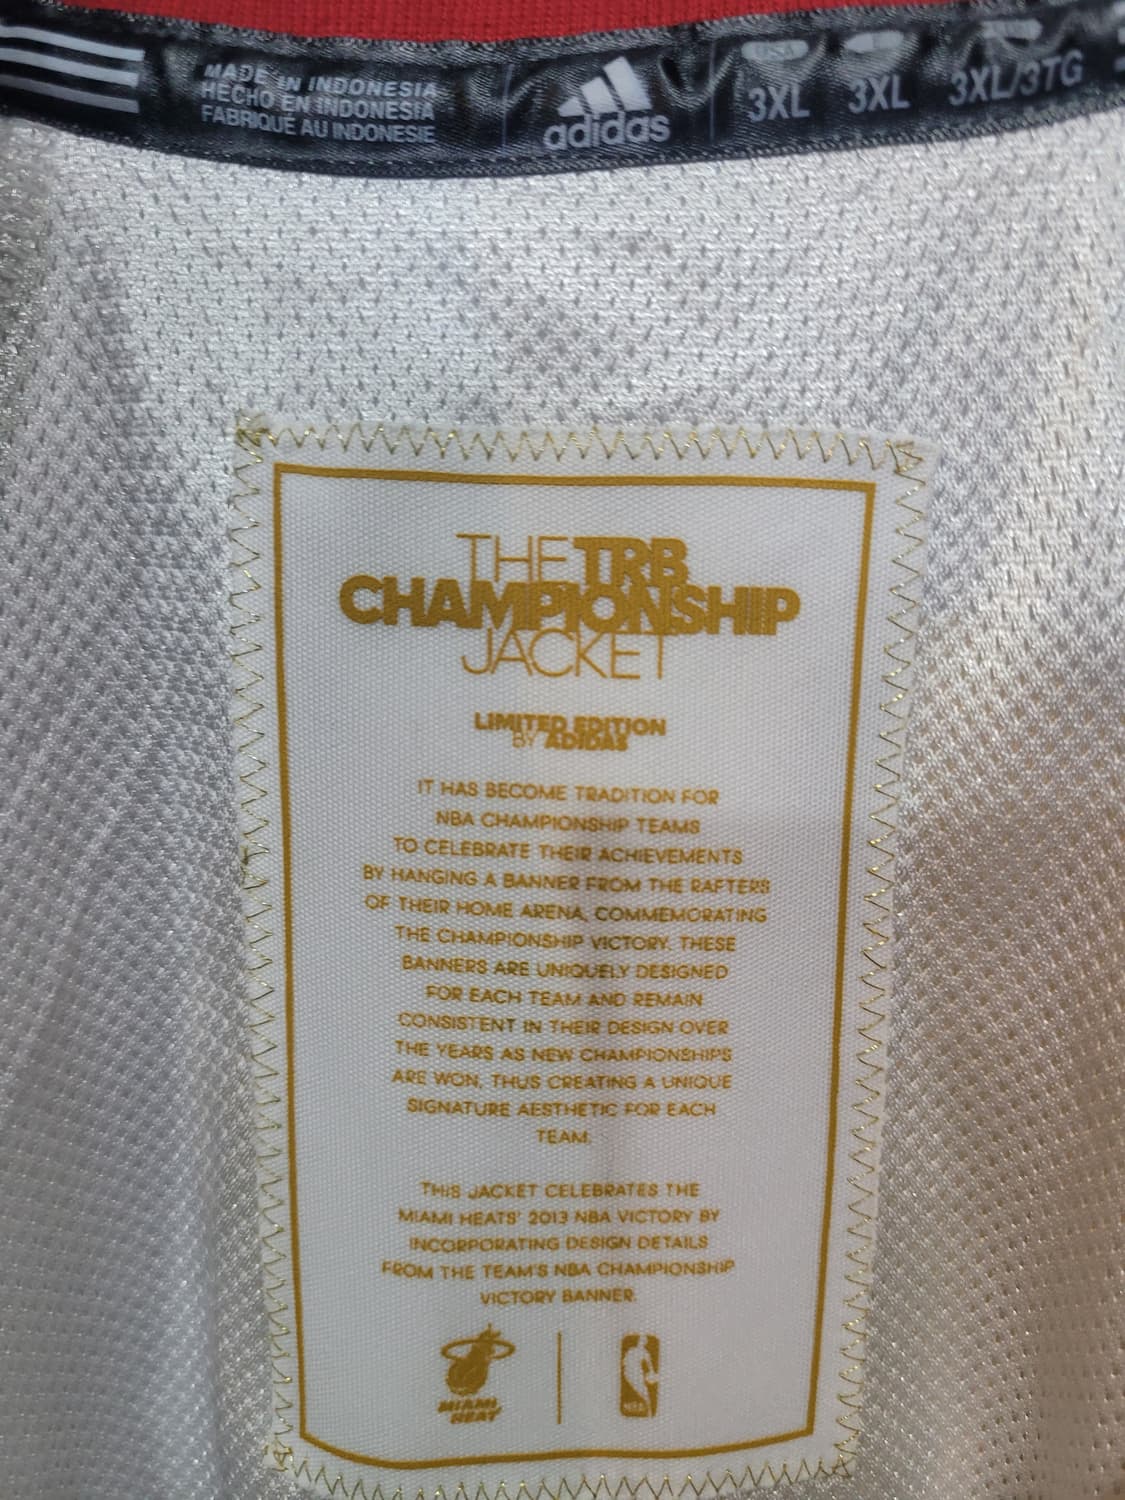 MADE IN INDONESIA
HECHO EN INDONESIA
FABRIQUÉ AU INDONESIE
adidas
USA
3XL
3XL
3XL/3TG
THE TRB
CHAMPIONSHIP
JACKET
LIMITED EDITION
BY ADIDAS
IT HAS BECOME TRADITION FOR
NBA CHAMPIONSHIP TEAMS
TO CELEBRATE THEIR ACHIEVEMENTS
BY HANGING A BANNER FROM THE RAFTERS
OF THEIR HOME ARENA, COMMEMORATING
THE CHAMPIONSHIP VICTORY. THESE
BANNERS ARE UNIQUELY DESIGNED
FOR EACH TEAM AND REMAIN
CONSISTENT IN THEIR DESIGN OVER
THE YEARS AS NEW CHAMPIONSHIPS
ARE WON, THUS CREATING A UNIQUE
SIGNATURE AESTHETIC FOR EACH
TEAM.
THIS JACKET CELEBRATES THE
MIAMI HEATS' 2013 NBA VICTORY BY
INCORPORATING DESIGN DETAILS
FROM THE TEAM'S NBA CHAMPIONSHIP
VICTORY BANNER.
MIAMI
HEAT
NBA